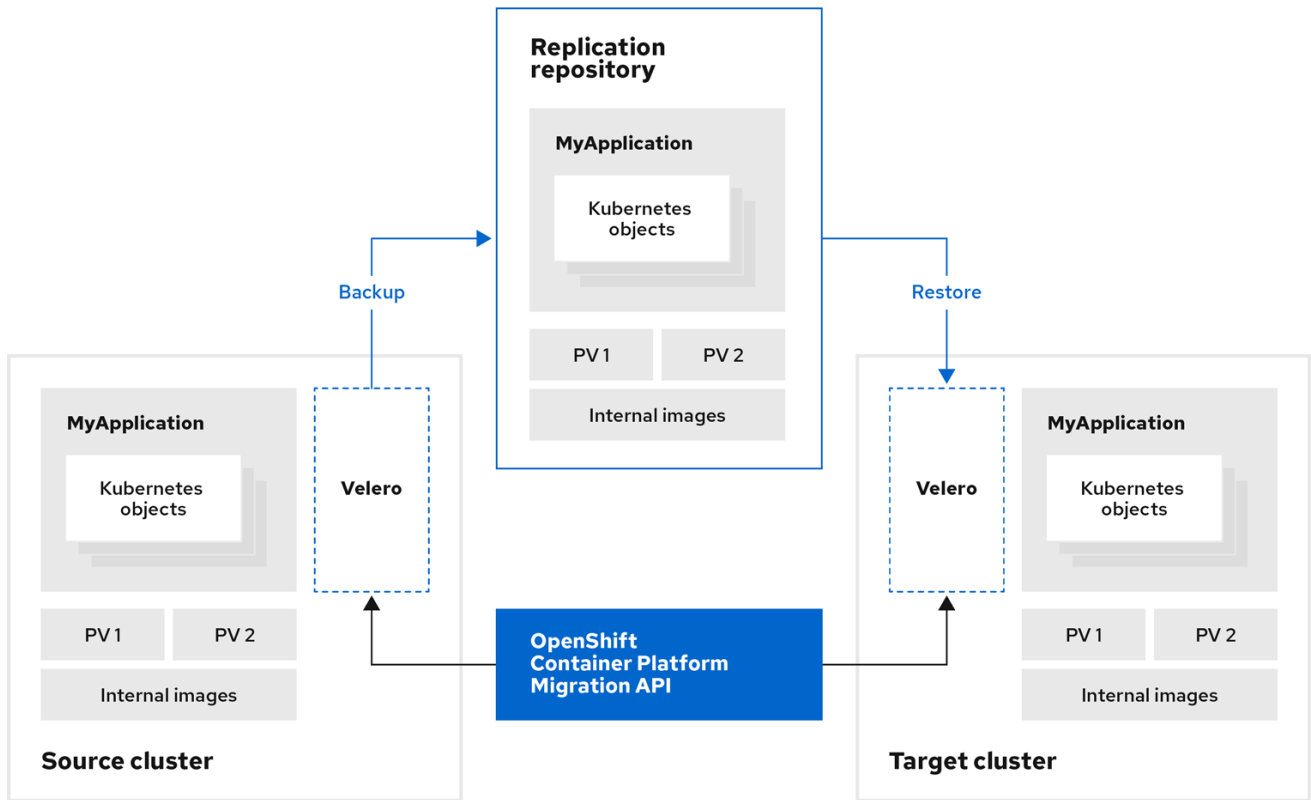 Replication
repository
MyApplication
Kubernetes
objects
PV 1
PV 2
Internal images
Backup
Restore
MyApplication
Kubernetes
objects
Velero
PV 1
PV 2
Internal images
Source cluster
OpenShift
Container Platform
Migration API
Velero
MyApplication
Kubernetes
objects
PV 1
PV 2
Internal images
Target cluster